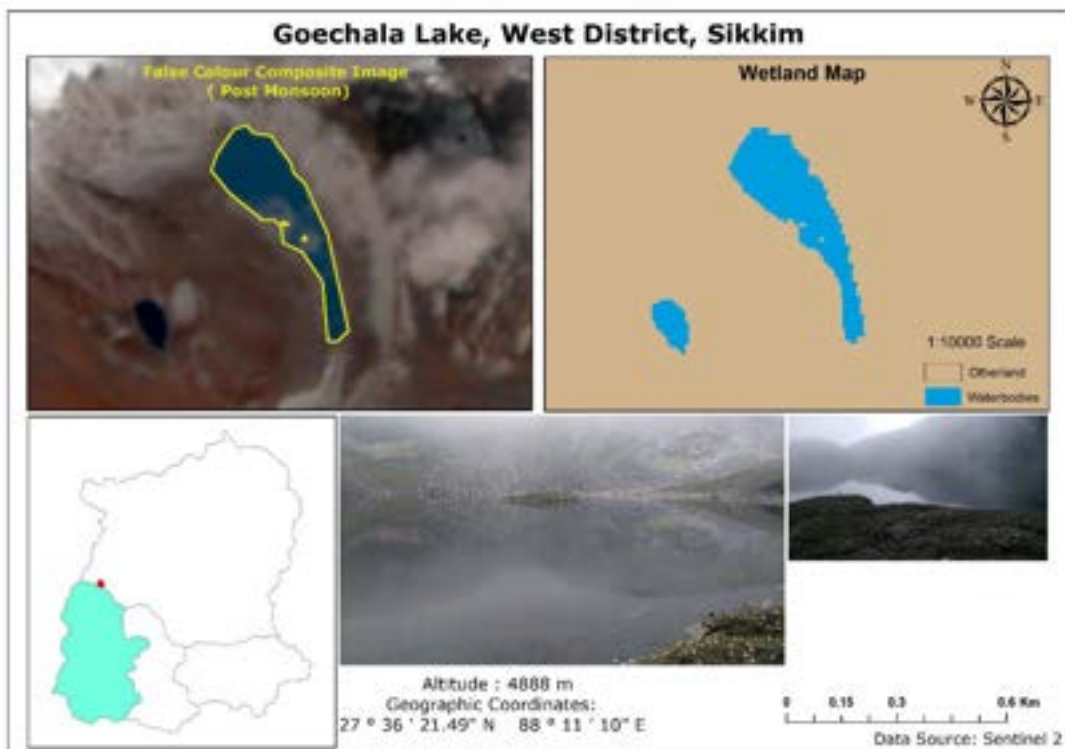 Goechala Lake, West District, Sikkim
False Colour Composite Image
( Post Monsoon)
Wetland Map
N
W E
S
1:10000 Scale
Otherland
Waterbodies
Altitude : 4888 m
Geographic Coordinates:
27 ° 36 ' 21.49" N 88 ° 11 ' 10" E
0 0.15 0.3 0.6 Km
Data Source: Sentinel 2